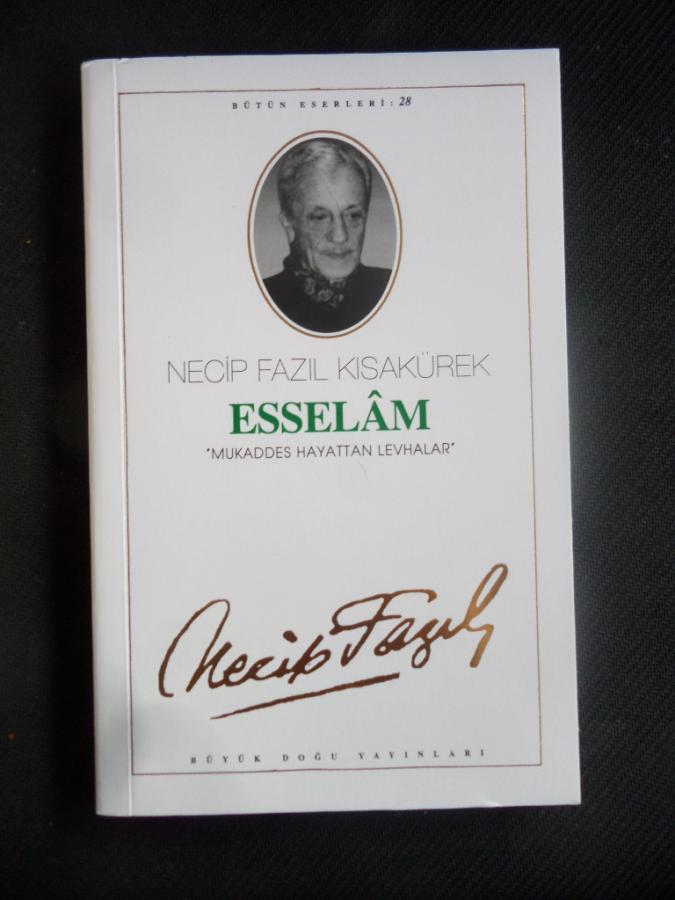 BÜTÜN ESERLERİ: 28
NECİP FAZIL KISAKÜREK
ESSELÂM
"MUKADDES HAYATTAN LEVHALAR"
Necip Fazıl
BÜYÜK DOĞU YAYINLARI